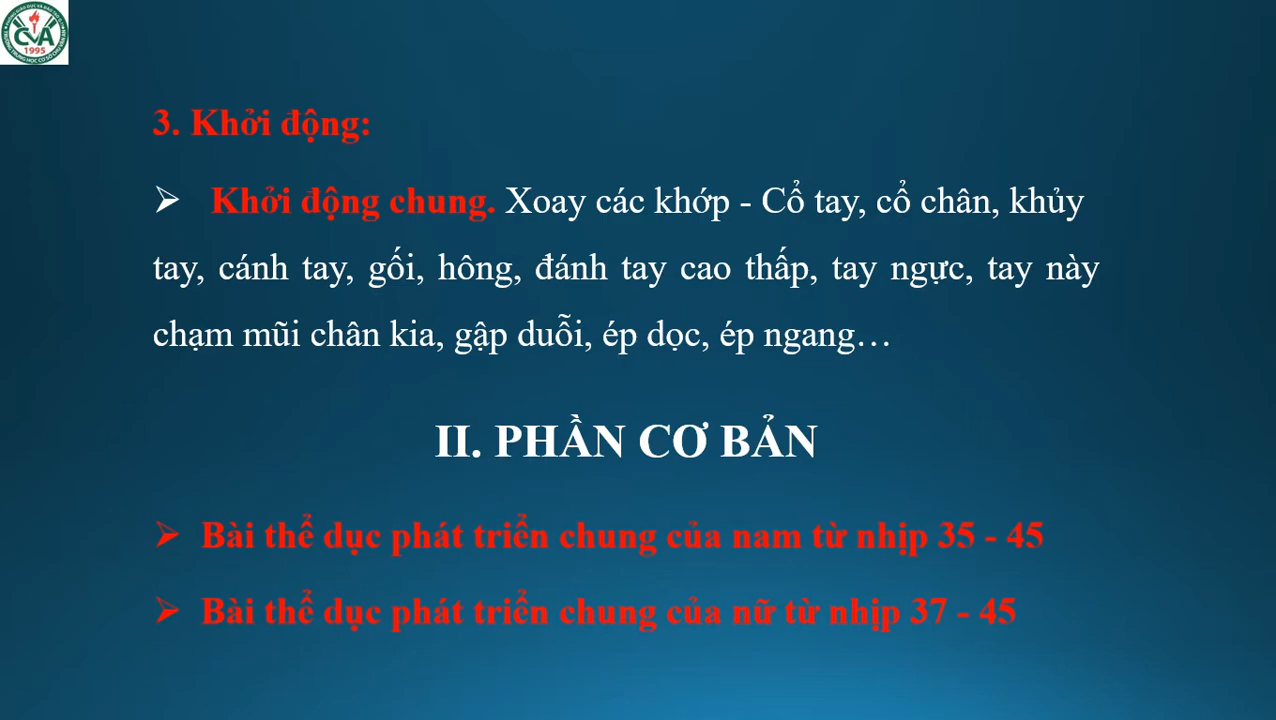 CVA
1995
3. Khởi động:
➢ Khởi động chung. Xoay các khớp - Cổ tay, cổ chân, khủy
tay, cánh tay, gối, hông, đánh tay cao thấp, tay ngực, tay này
chạm mũi chân kia, gập duỗi, ép dọc, ép ngang…
II. PHẦN CƠ BẢN
➢ Bài thể dục phát triển chung của nam từ nhịp 35 - 45
➢ Bài thể dục phát triển chung của nữ từ nhịp 37 - 45